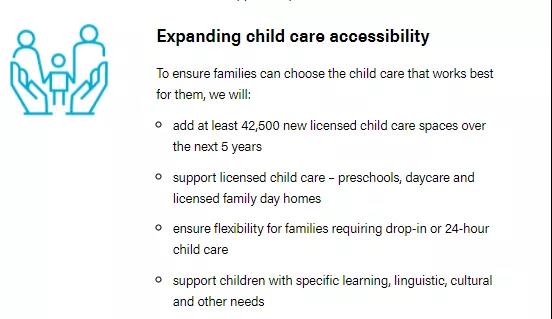 Expanding child care accessibility
To ensure families can choose the child care that works best
for them, we will:
add at least 42,500 new licensed child care spaces over
the next 5 years
support licensed child care – preschools, daycare and
licensed family day homes
ensure flexibility for families requiring drop-in or 24-hour
child care
support children with specific learning, linguistic, cultural
and other needs